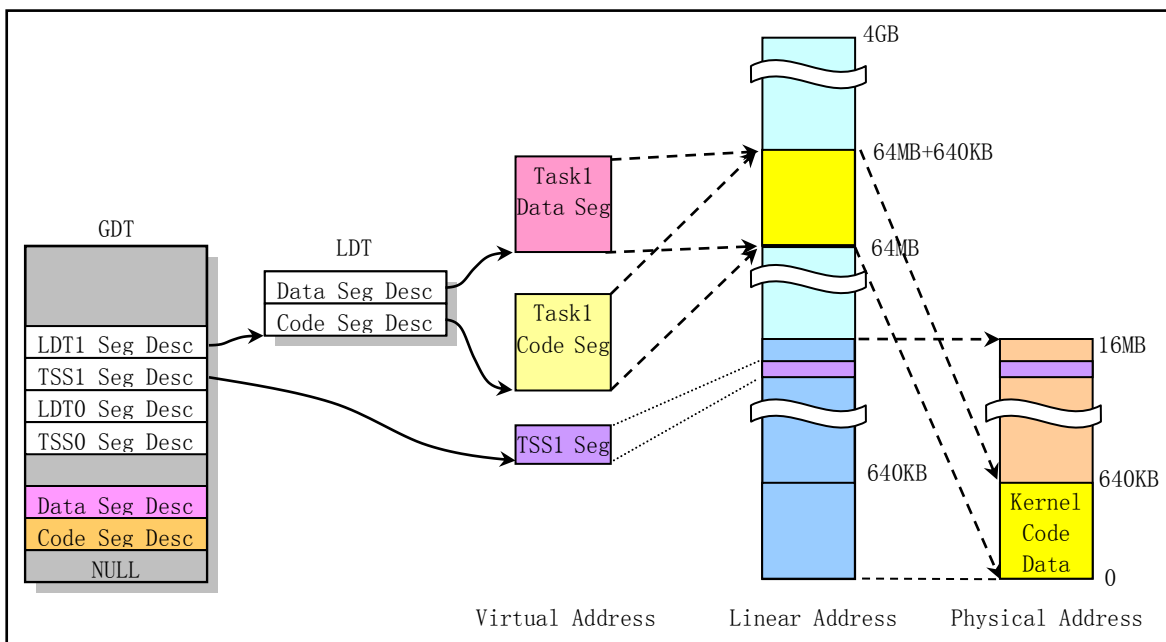 4GB
64MB+640KB
Task1
Data Seg
GDT
LDT
64MB
Data Seg Desc
Code Seg Desc
Task1
Code Seg
LDT1 Seg Desc
16MB
TSS1 Seg Desc
LDT0 Seg Desc
TSS0 Seg Desc
TSS1 Seg
640KB
640KB
Data Seg Desc
Kernel
Code
Data
Code Seg Desc
NULL
0
Virtual Address
Linear Address
Physical Address